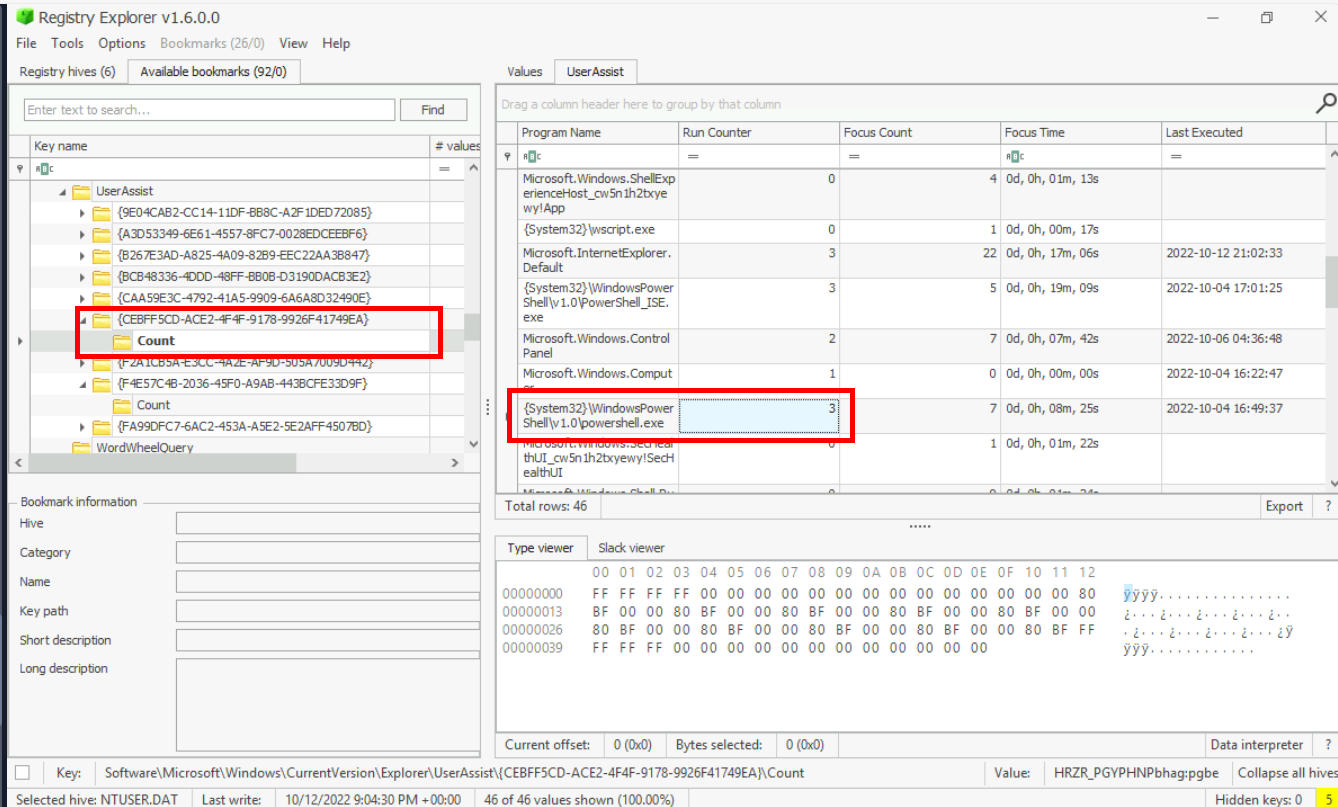 Registry Explorer v1.6.0.0
File Tools Options Bookmarks (26/0) View Help
Registry hives (6) Available bookmarks (92/0)
Enter text to search... Find
Key name # values
UserAssist
{9E04CAB2-CC14-11DF-BB8C-A2F1DED72085}
{A3D53349-6E61-4557-8FC7-0028EDCEEBF6}
{B267E3AD-A825-4A09-82B9-EEC22AA3B847}
{BCB48336-4DDD-48FF-BB0B-D3190DACB3E2}
{CAA59E3C-4792-41A5-9909-6A6A8D32490E}
{CEBFF5CD-ACE2-4F4F-9178-9926F41749EA}
Count
{F2A1CB5A-E3CC-4A2E-AF9D-505A7009D442}
{F4E57C4B-2036-45F0-A9AB-443BCFE33D9F}
Count
{FA99DFC7-6AC2-453A-A5E2-5E2AFF4507BD}
WordWheelQuery
Bookmark information
Hive
Category
Name
Key path
Short description
Long description
Values UserAssist
Drag a column header here to group by that column
Program Name Run Counter Focus Count Focus Time Last Executed
= = =
Microsoft.Windows.ShellExp 0 4 0d, 0h, 01m, 13s
erienceHost_cw5n1h2txye
wy!App
{System32}\wscript.exe 0 1 0d, 0h, 00m, 17s
Microsoft.InternetExplorer. 3 22 0d, 0h, 17m, 06s 2022-10-12 21:02:33
Default
{System32}\WindowsPower 3 5 0d, 0h, 19m, 09s 2022-10-04 17:01:25
Shell\v1.0\PowerShell_ISE.
exe
Microsoft.Windows.Control 2 7 0d, 0h, 07m, 42s 2022-10-06 04:36:48
Panel
Microsoft.Windows.Comput 1 0 0d, 0h, 00m, 00s 2022-10-04 16:22:47
{System32}\WindowsPower 3 7 0d, 0h, 08m, 25s 2022-10-04 16:49:37
Shell\v1.0\powershell.exe
Microsoft.Windows.SecHeal 0 1 0d, 0h, 01m, 22s
thUI_cw5n1h2txyewy!SecH
ealthUI
Total rows: 46 Export ?
Type viewer Slack viewer
00 01 02 03 04 05 06 07 08 09 0A 0B 0C 0D 0E 0F 10 11 12
00000000 FF FF FF FF 00 00 00 00 00 00 00 00 00 00 00 00 00 00 80 ÿÿÿÿ...............
00000013 BF 00 00 80 BF 00 00 80 BF 00 00 80 BF 00 00 80 BF 00 00 ¿...¿...¿...¿...¿..
00000026 80 BF 00 00 80 BF 00 00 80 BF 00 00 80 BF 00 00 80 BF FF .¿...¿...¿...¿...¿ÿ
00000039 FF FF FF 00 00 00 00 00 00 00 00 00 00 00 00 ÿÿÿ............
Current offset: 0 (0x0) Bytes selected: 0 (0x0) Data interpreter ?
Key: Software\Microsoft\Windows\CurrentVersion\Explorer\UserAssist\{CEBFF5CD-ACE2-4F4F-9178-9926F41749EA}\Count Value: HRZR_PGYPHNPbhag:pgbe Collapse all hives
Selected hive: NTUSER.DAT Last write: 10/12/2022 9:04:30 PM +00:00 46 of 46 values shown (100.00%) Hidden keys: 0 5